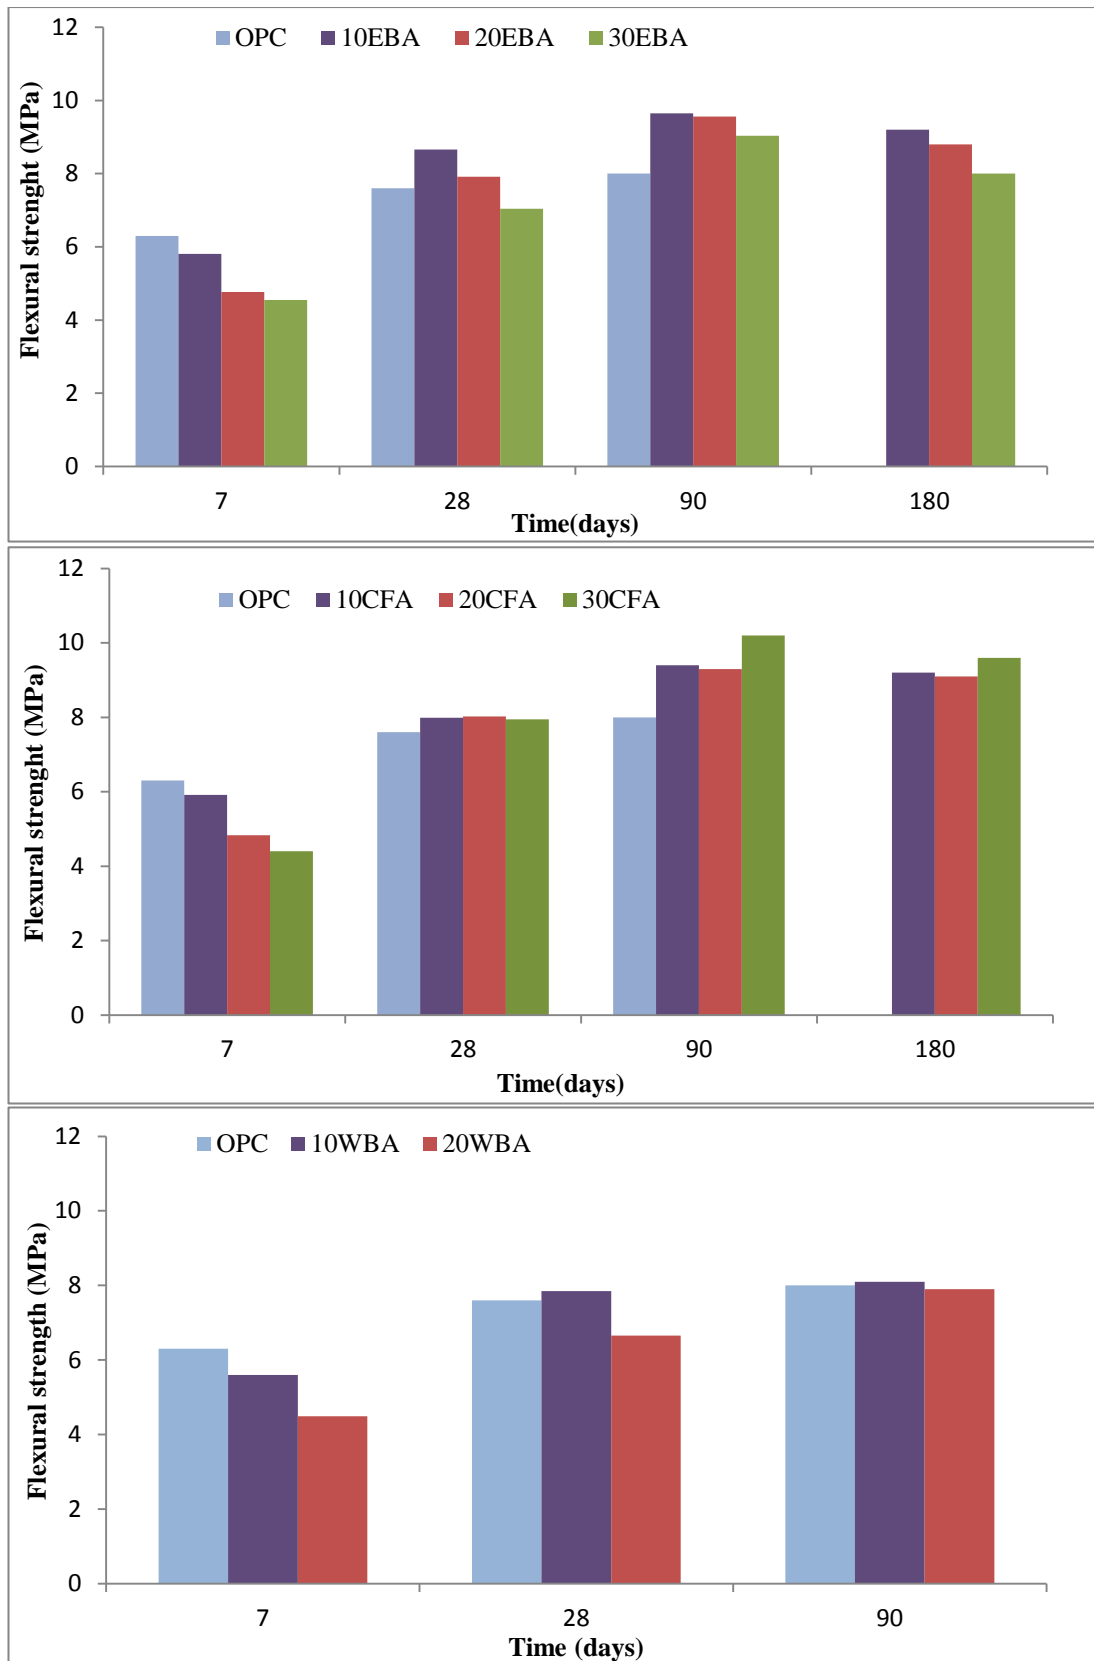 12
OPC 10EBA 20EBA 30EBA
10
8
6
4
2
0
Flexural strenght (MPa)
7 28 90 180
Time(days)
12
OPC 10CFA 20CFA 30CFA
10
8
6
4
2
0
Flexural strenght (MPa)
7 28 90 180
Time(days)
12
OPC 10WBA 20WBA
10
8
6
4
2
0
Flexural strength (MPa)
7 28 90
Time (days)